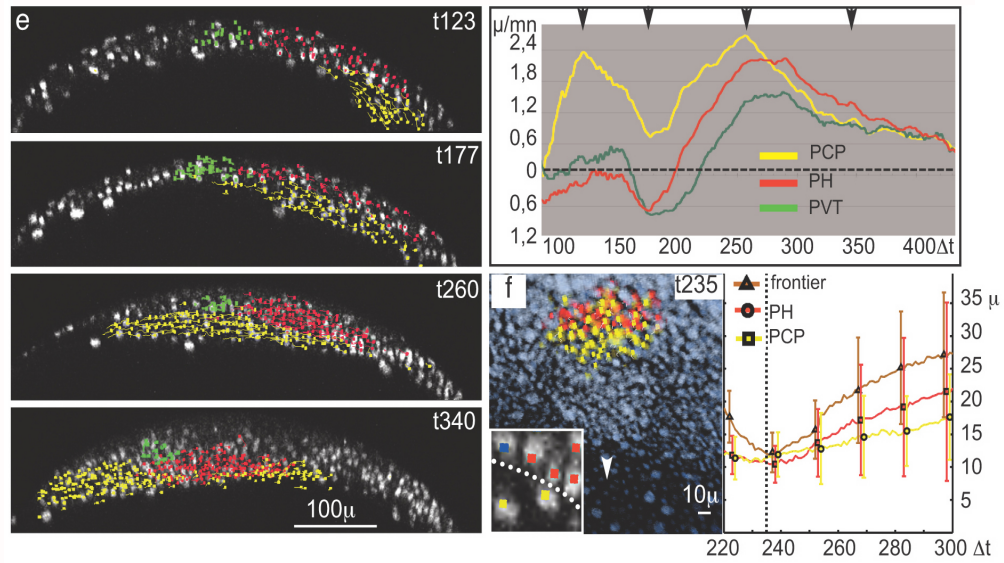 e
t123
t177
t260
t340
100µ
µ/mn
2,4
1,8
1,2
0,6
0
0,6
1,2
100 150 200 250 300 350 400Δt
PCP
PH
PVT
f
t235
10µ
frontier
PH
PCP
µ
35
30
25
20
15
10
5
220 240 260 280 300 Δt